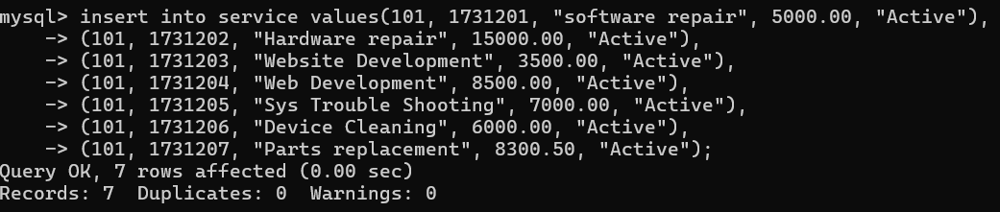 mysql> insert into service values(101, 1731201, "software repair", 5000.00, "Active"),
    -> (101, 1731202, "Hardware repair", 15000.00, "Active"),
    -> (101, 1731203, "Website Development", 3500.00, "Active"),
    -> (101, 1731204, "Web Development", 8500.00, "Active"),
    -> (101, 1731205, "Sys Trouble Shooting", 7000.00, "Active"),
    -> (101, 1731206, "Device Cleaning", 6000.00, "Active"),
    -> (101, 1731207, "Parts replacement", 8300.50, "Active");
Query OK, 7 rows affected (0.00 sec)
Records: 7  Duplicates: 0  Warnings: 0